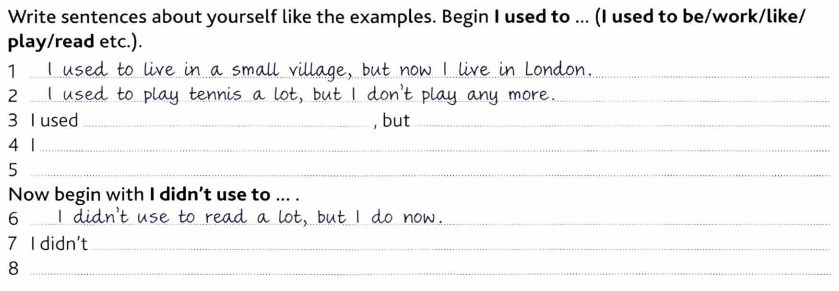 Write sentences about yourself like the examples. Begin I used to ... (I used to be/work/like/
play/read etc.).
1 I used to live in a small village, but now I live in London.
2 I used to play tennis a lot, but I don't play any more.
3 I used , but
4 I
5
Now begin with I didn't use to ... .
6 I didn't use to read a lot, but I do now.
7 I didn't
8